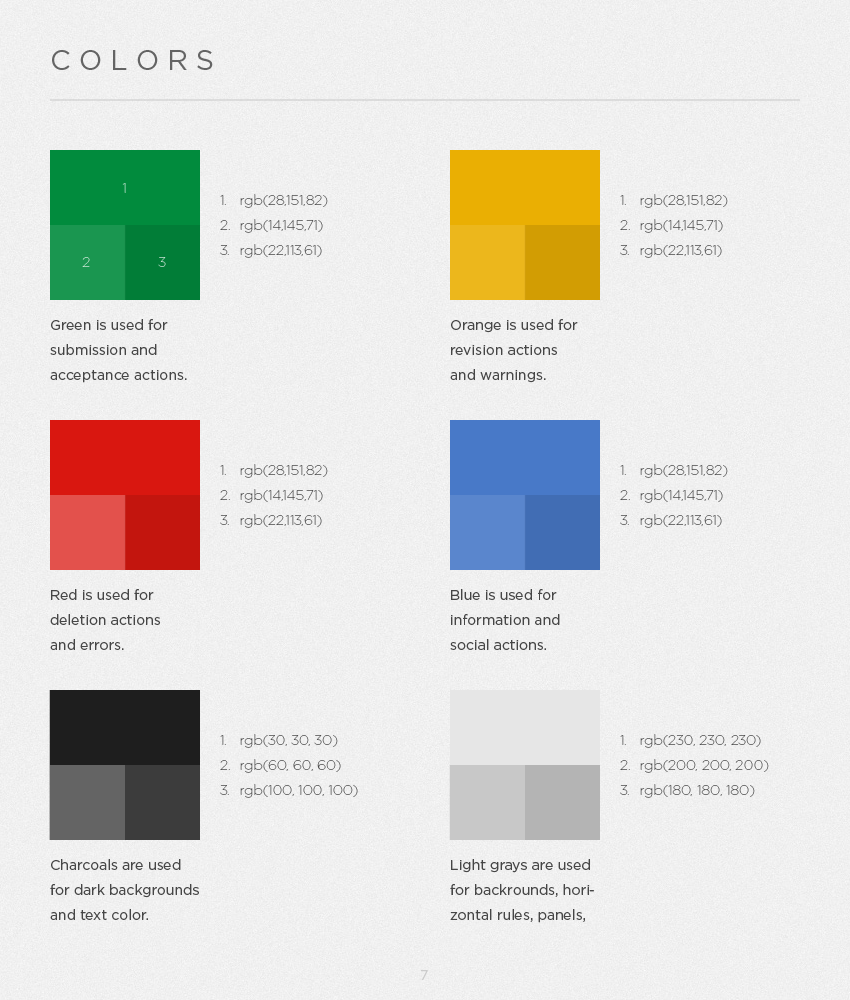 COLORS
1
2 3
1. rgb(28,151,82)
2. rgb(14,145,71)
3. rgb(22,113,61)
Green is used for
submission and
acceptance actions.
1. rgb(28,151,82)
2. rgb(14,145,71)
3. rgb(22,113,61)
Orange is used for
revision actions
and warnings.
1. rgb(28,151,82)
2. rgb(14,145,71)
3. rgb(22,113,61)
Red is used for
deletion actions
and errors.
1. rgb(28,151,82)
2. rgb(14,145,71)
3. rgb(22,113,61)
Blue is used for
information and
social actions.
1. rgb(30, 30, 30)
2. rgb(60, 60, 60)
3. rgb(100, 100, 100)
Charcoals are used
for dark backgrounds
and text color.
1. rgb(230, 230, 230)
2. rgb(200, 200, 200)
3. rgb(180, 180, 180)
Light grays are used
for backrounds, hori-
zontal rules, panels,
7